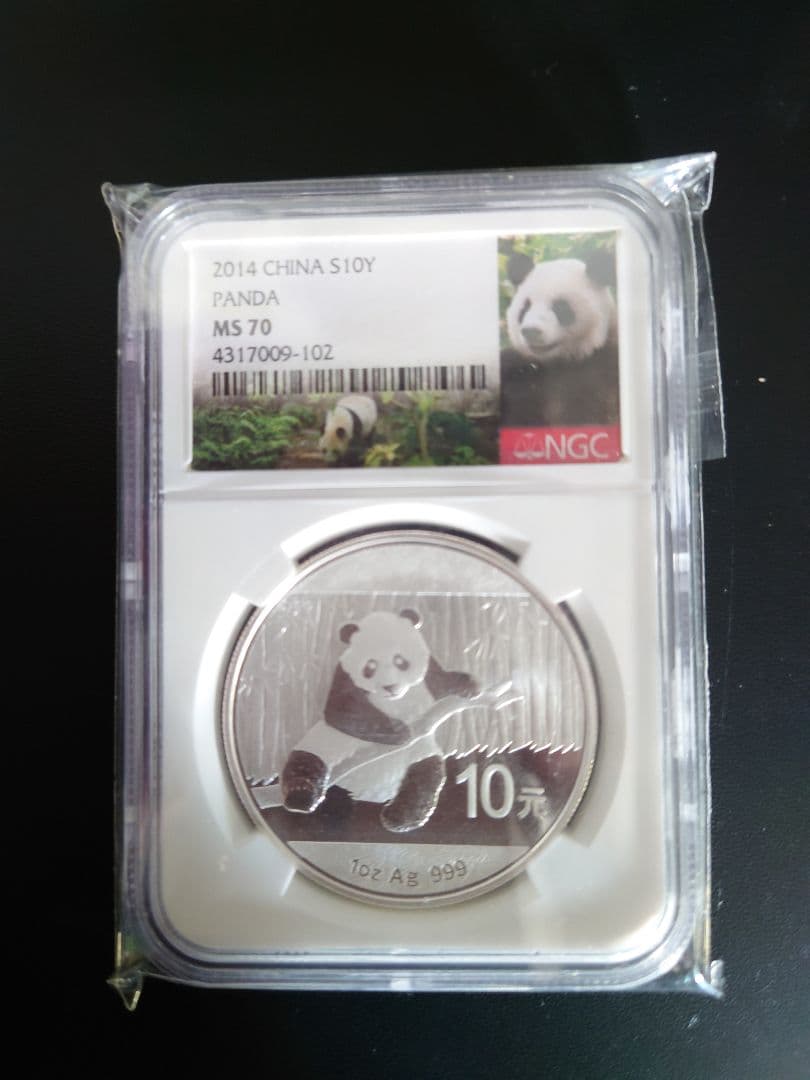 2014 CHINA S10Y
PANDA
MS 70
4317009-102
NGC
10元
1oz Ag 999